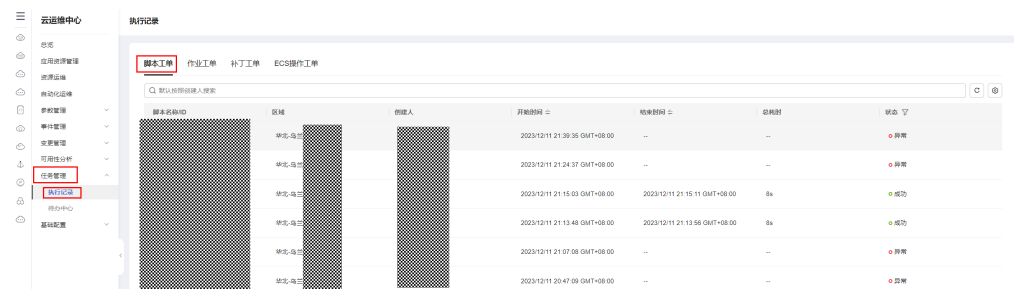 云运维中心
总览
应用资源管理
资源运维
自动化运维
参数管理
事件管理
变更管理
可用性分析
任务管理
执行记录
待办中心
基础配置
执行记录
脚本工单 作业工单 补丁工单 ECS操作工单
默认按照创建人搜索
脚本名称/ID 区域 创建人 开始时间 结束时间 总耗时 状态
华北-乌兰 2023/12/11 21:39:35 GMT+08:00 -- -- 异常
华北-乌兰 2023/12/11 21:24:37 GMT+08:00 -- -- 异常
华北-乌兰 2023/12/11 21:15:03 GMT+08:00 2023/12/11 21:15:11 GMT+08:00 8s 成功
华北-乌兰 2023/12/11 21:13:48 GMT+08:00 2023/12/11 21:13:56 GMT+08:00 8s 成功
华北-乌兰 2023/12/11 21:07:08 GMT+08:00 -- -- 异常
华北-乌兰 2023/12/11 20:47:09 GMT+08:00 -- -- 异常